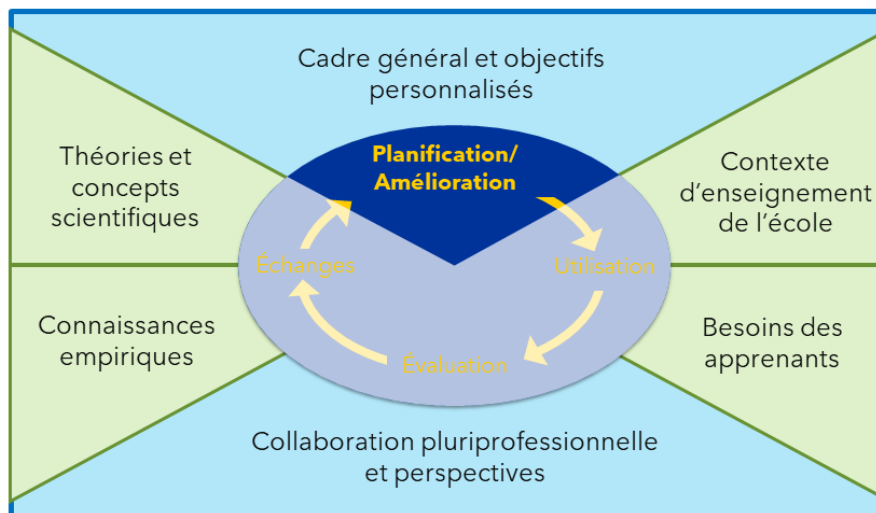 Cadre général et objectifs
personnalisés
Théories et
concepts
scientifiques
Planification/
Amélioration
Contexte
d'enseignement
de l'école
Échanges
Utilisation
Évaluation
Connaissances
empiriques
Besoins des
apprenants
Collaboration pluriprofessionnelle
et perspectives